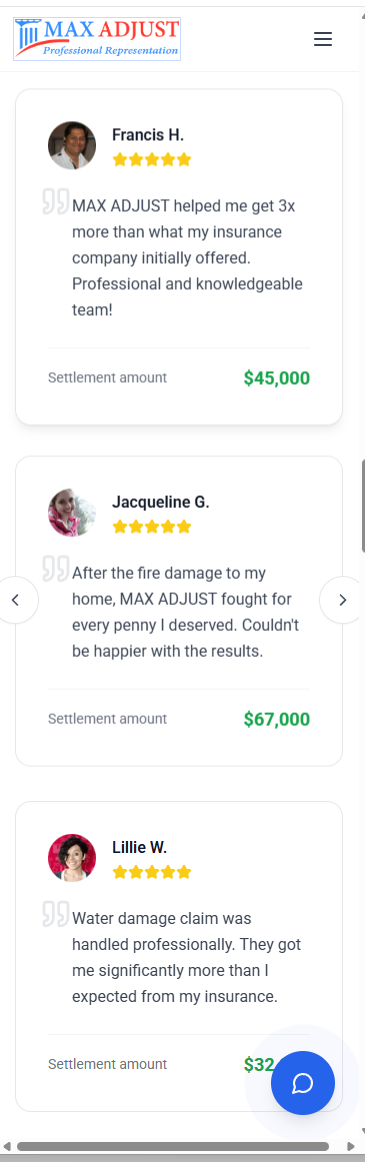 MAX ADJUST
Professional Representation
Francis H.
MAX ADJUST helped me get 3x
more than what my insurance
company initially offered.
Professional and knowledgeable
team!
Settlement amount $45,000
Jacqueline G.
After the fire damage to my
home, MAX ADJUST fought for
every penny I deserved. Couldn't
be happier with the results.
Settlement amount $67,000
Lillie W.
Water damage claim was
handled professionally. They got
me significantly more than I
expected from my insurance.
Settlement amount